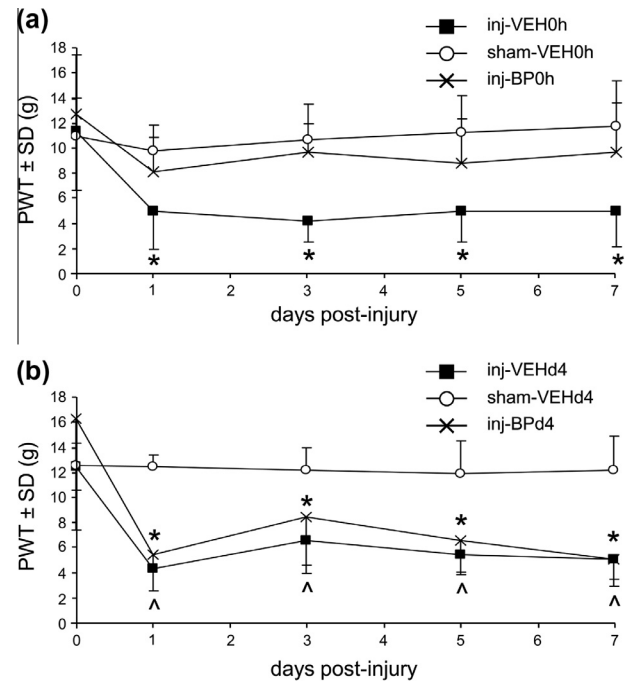 (a)
inj-VEH0h
sham-VEH0h
inj-BP0h
PWT ± SD (g)
18
16
14
12
10
8
6
4
2
0
* * * *
0 1 2 3 4 5 6 7
days post-injury
(b)
inj-VEHd4
sham-VEHd4
inj-BPd4
PWT ± SD (g)
18
16
14
12
10
8
6
4
2
0
* * * *
^ ^ ^ ^
0 1 2 3 4 5 6 7
days post-injury